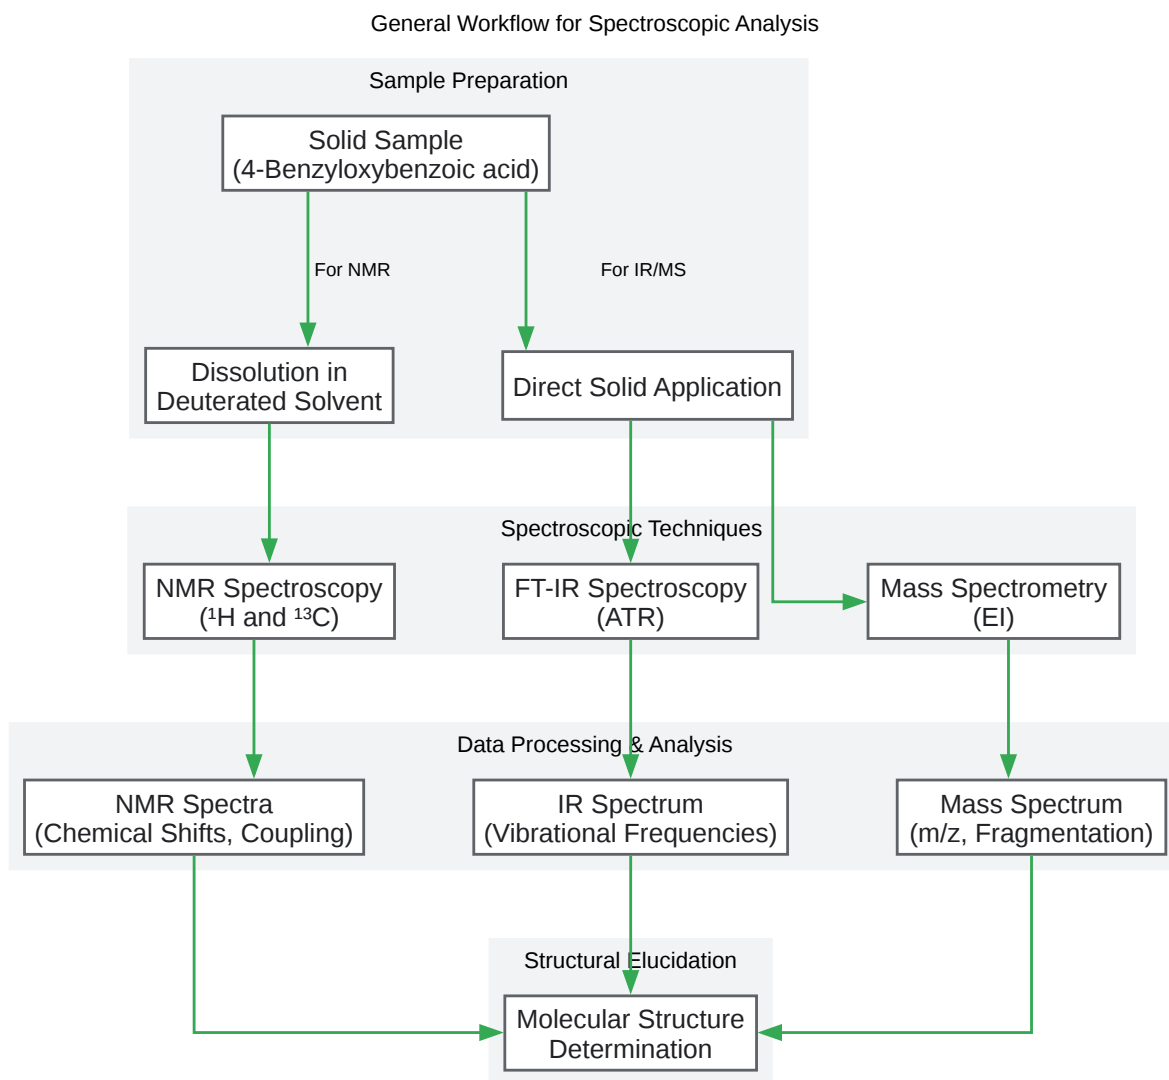 General Workflow for Spectroscopic Analysis
Sample Preparation
Solid Sample
(4-Benzyloxybenzoic acid)
For NMR
For IR/MS
Dissolution in
Deuterated Solvent
Direct Solid Application
Spectroscopic Techniques
NMR Spectroscopy
(¹H and ¹³C)
FT-IR Spectroscopy
(ATR)
Mass Spectrometry
(EI)
Data Processing & Analysis
NMR Spectra
(Chemical Shifts, Coupling)
IR Spectrum
(Vibrational Frequencies)
Mass Spectrum
(m/z, Fragmentation)
Structural Elucidation
Molecular Structure
Determination